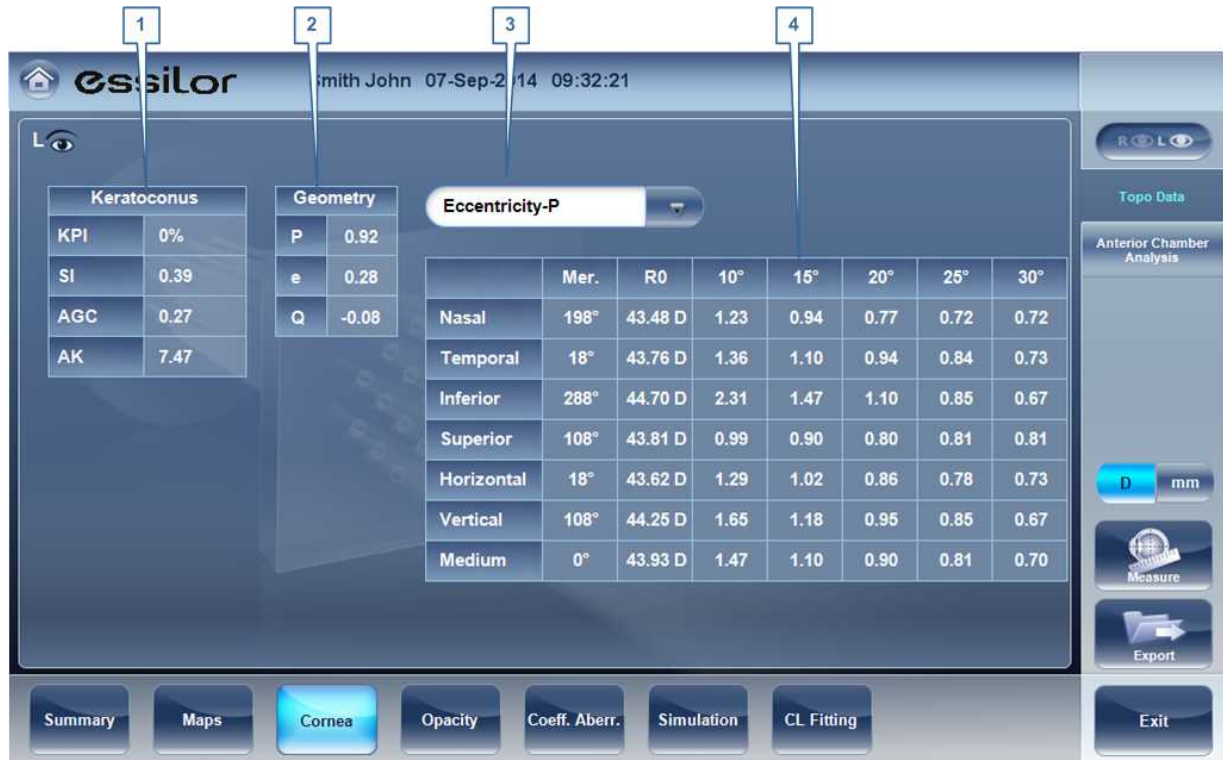 1 2 3 4
essilor Smith John 07-Sep-2014 09:32:21
L
R L
Keratoconus
KPI 0%
SI 0.39
AGC 0.27
AK 7.47
Geometry
P 0.92
e 0.28
Q -0.08
Eccentricity-P
Mer. R0 10° 15° 20° 25° 30°
Nasal 198° 43.48 D 1.23 0.94 0.77 0.72 0.72
Temporal 18° 43.76 D 1.36 1.10 0.94 0.84 0.73
Inferior 288° 44.70 D 2.31 1.47 1.10 0.85 0.67
Superior 108° 43.81 D 0.99 0.90 0.80 0.81 0.81
Horizontal 18° 43.62 D 1.29 1.02 0.86 0.78 0.73
Vertical 108° 44.25 D 1.65 1.18 0.95 0.85 0.67
Medium 0° 43.93 D 1.47 1.10 0.90 0.81 0.70
Topo Data
Anterior Chamber
Analysis
D mm
Measure
Export
Summary Maps Cornea Opacity Coeff. Aberr. Simulation CL Fitting Exit